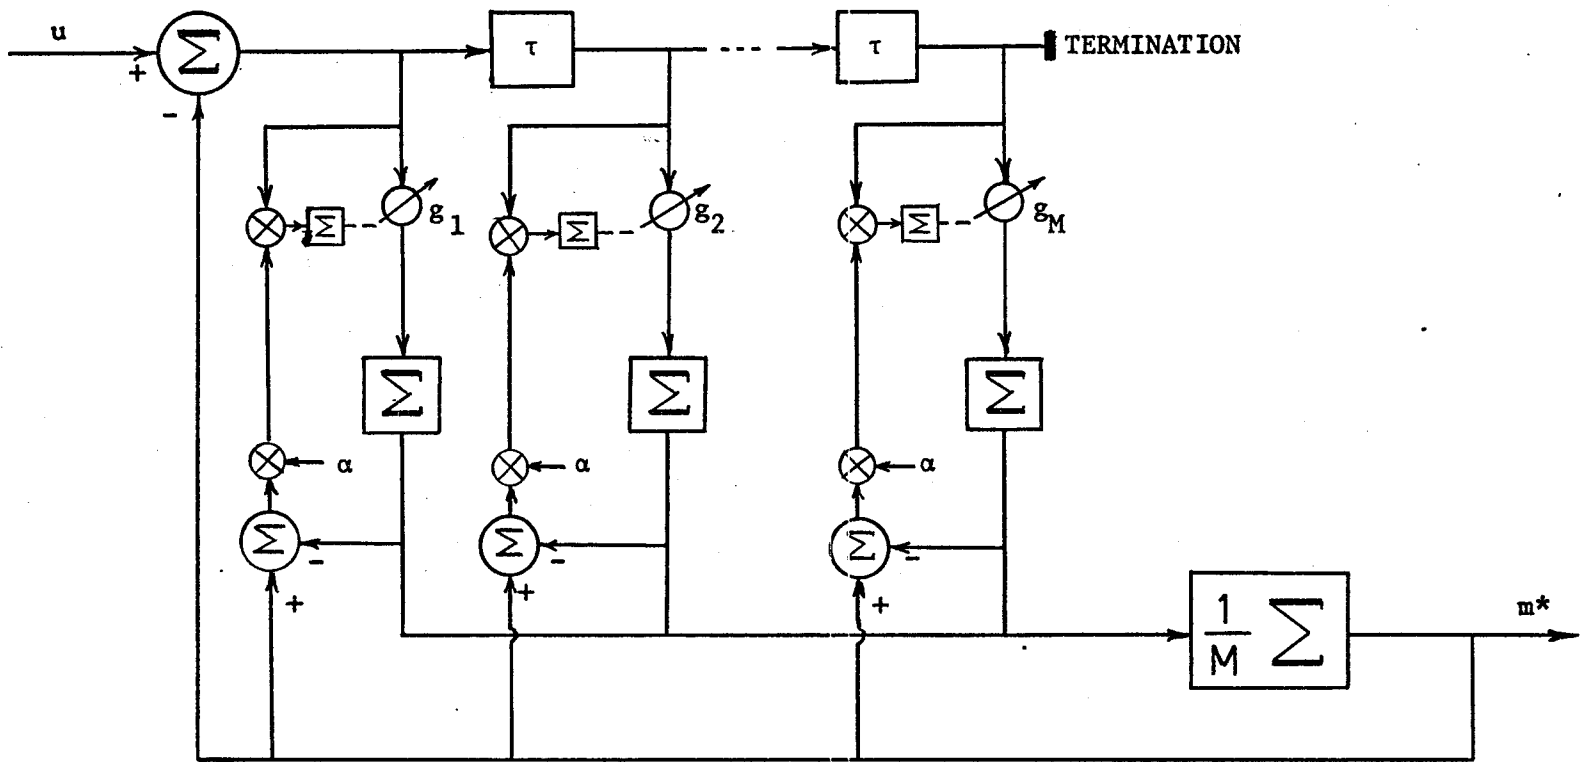 u
+
Σ
-
τ
---
τ
TERMINATION
Σ
g1
Σ
g2
Σ
gM
Σ
Σ
Σ
α
α
α
Σ
-
+
Σ
-
+
Σ
-
+
1/M Σ
m*